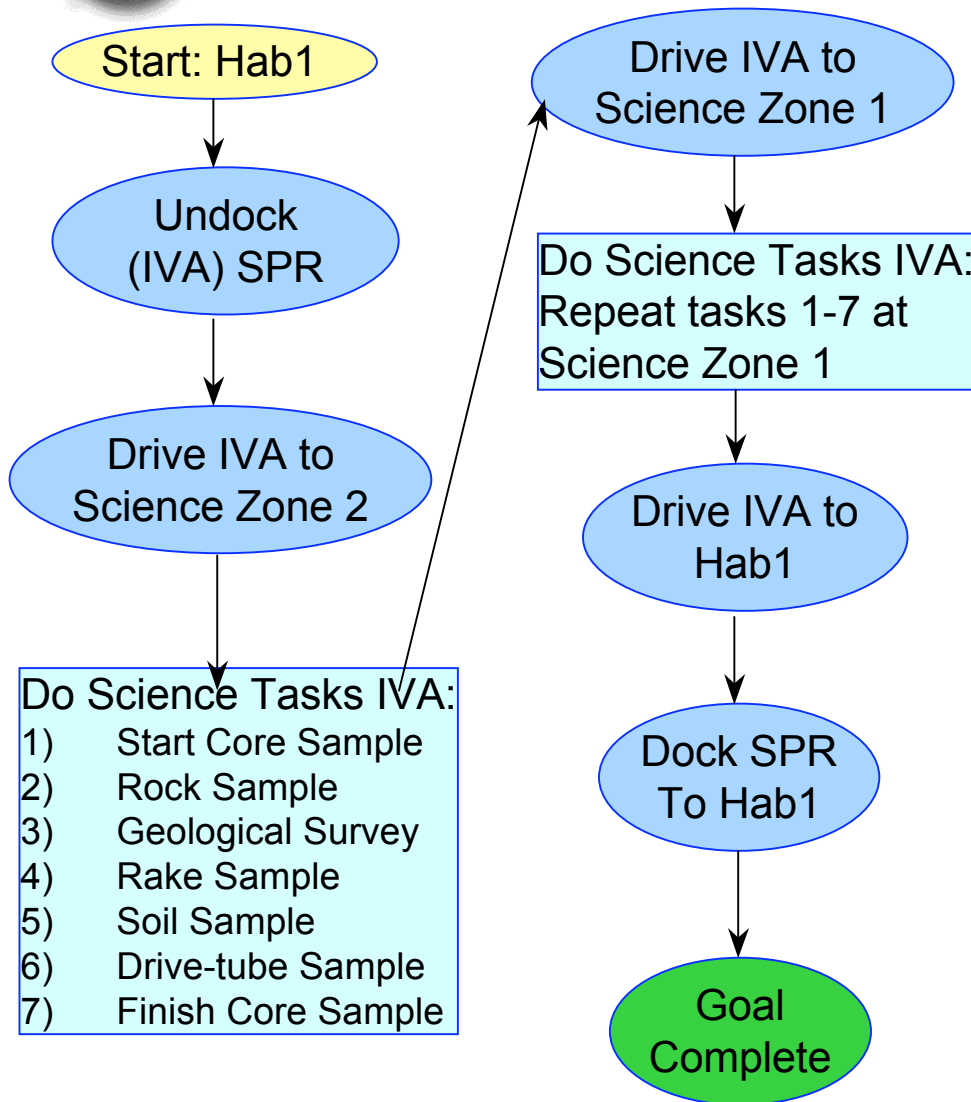 Start: Hab1
Undock
(IVA) SPR
Drive IVA to
Science Zone 2
Do Science Tasks IVA:
1) Start Core Sample
2) Rock Sample
3) Geological Survey
4) Rake Sample
5) Soil Sample
6) Drive-tube Sample
7) Finish Core Sample
Drive IVA to
Science Zone 1
Do Science Tasks IVA:
Repeat tasks 1-7 at
Science Zone 1
Drive IVA to
Hab1
Dock SPR
To Hab1
Goal
Complete